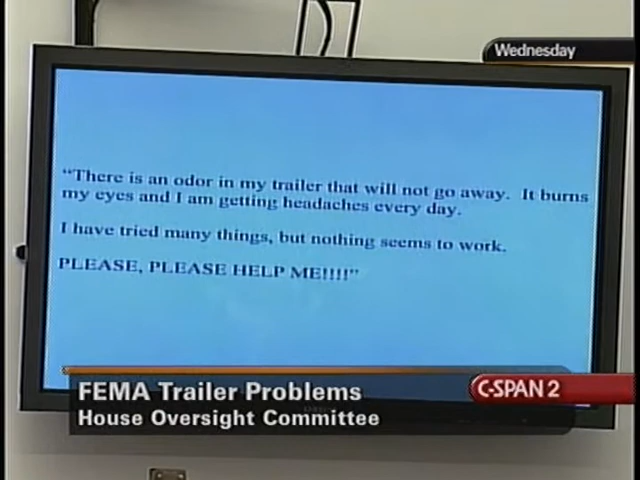 Wednesday
“There is an odor in my trailer that will not go away. It burns
my eyes and I am getting headaches every day.
I have tried many things, but nothing seems to work.
PLEASE, PLEASE HELP ME!!!!”
FEMA Trailer Problems
C-SPAN 2
House Oversight Committee